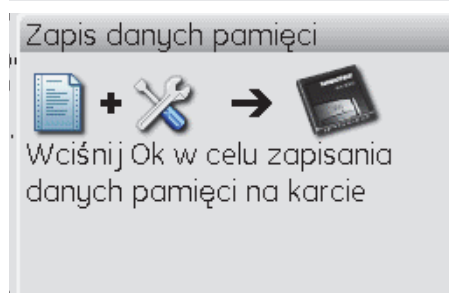 Zapis danych pamięci
Wciśnij Ok w celu zapisania
danych pamięci na karcie